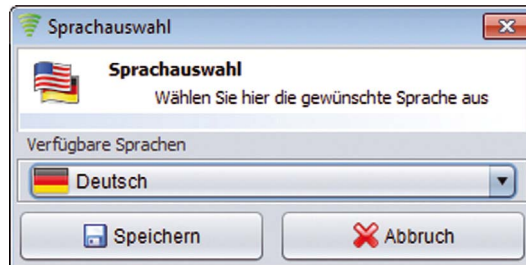 Sprachauswahl
Sprachauswahl
Wählen Sie hier die gewünschte Sprache aus
Verfügbare Sprachen
Deutsch
Speichern
Abbruch